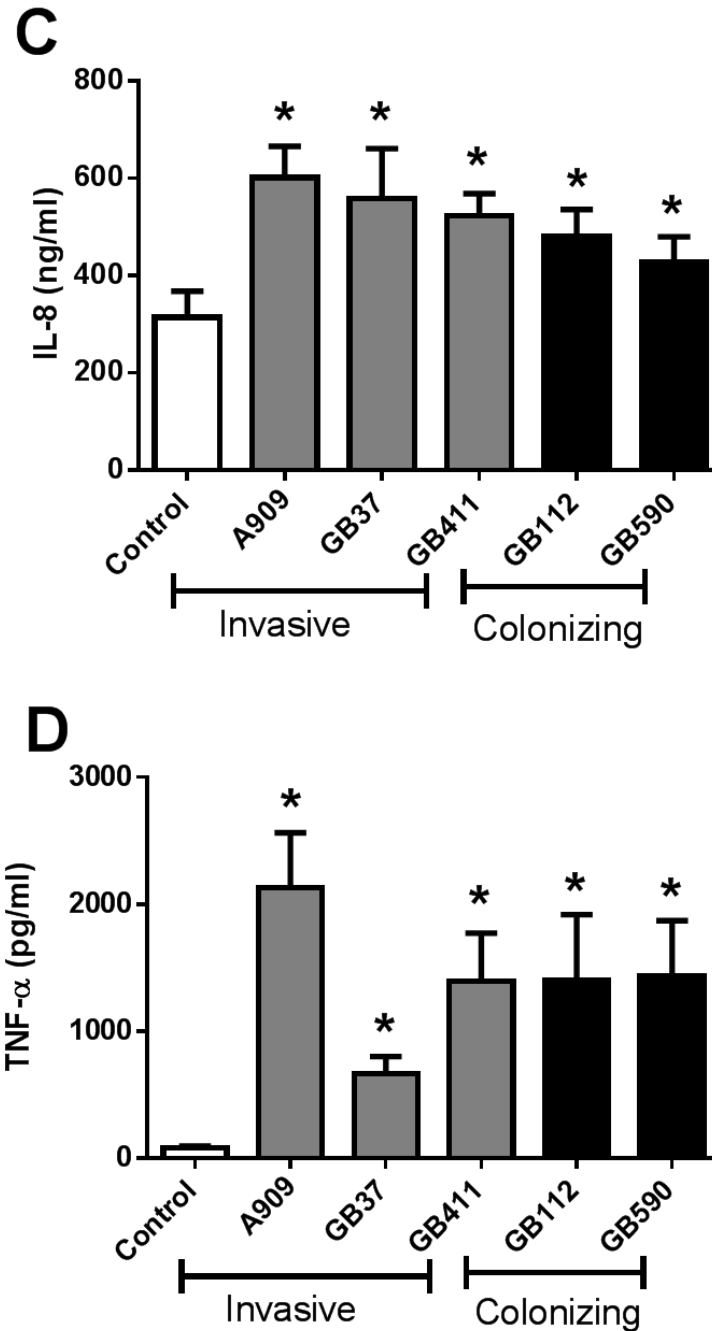 C
IL-8 (ng/ml)
800
600
400
200
0
* * * * *
Control A909 GB37 GB411 GB112 GB590
Invasive Colonizing
D
TNF-α (pg/ml)
3000
2000
1000
0
* * * * *
Control A909 GB37 GB411 GB112 GB590
Invasive Colonizing